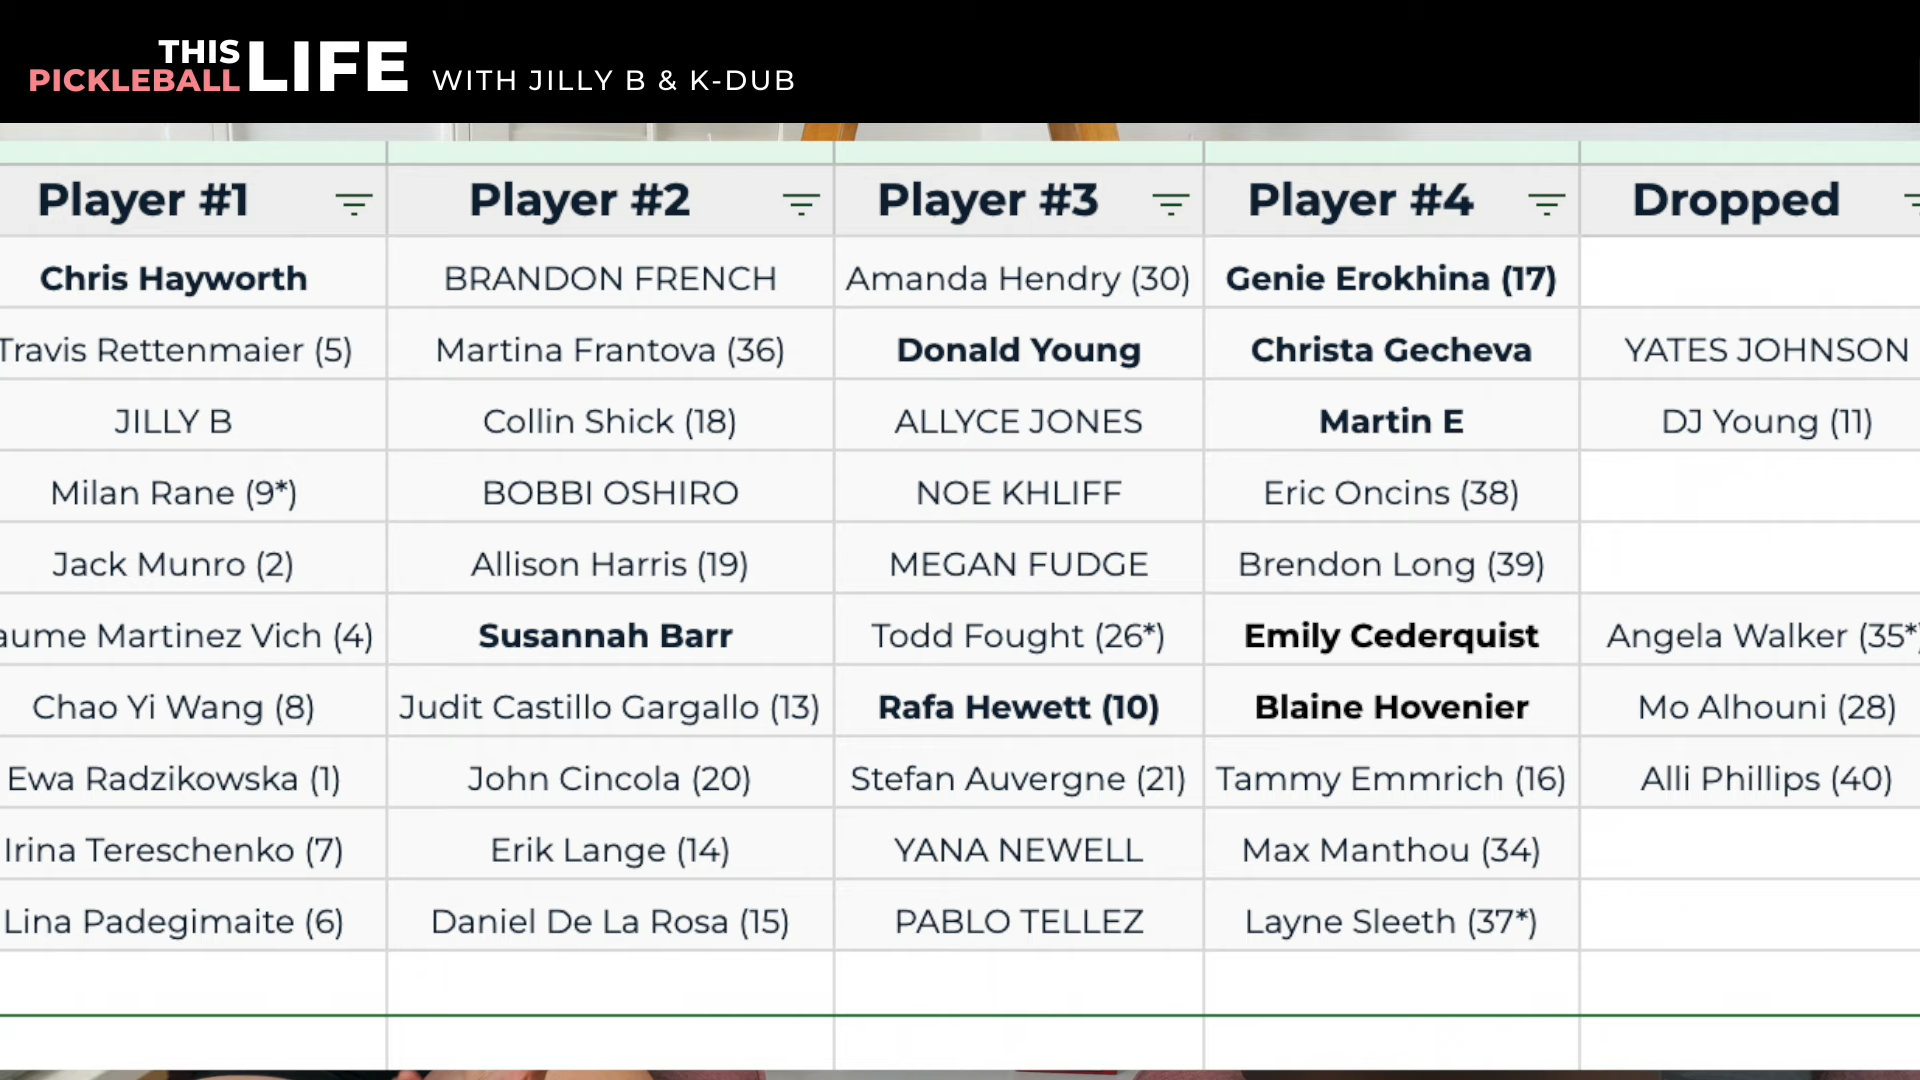 THIS
PICKLEBALL LIFE WITH JILLY B & K-DUB
Player #1 Player #2 Player #3 Player #4 Dropped
Chris Hayworth BRANDON FRENCH Amanda Hendry (30) Genie Erokhina (17)
Travis Rettenmaier (5) Martina Frantova (36) Donald Young Christa Gecheva YATES JOHNSON
JILLY B Collin Shick (18) ALLYCE JONES Martin E DJ Young (11)
Milan Rane (9*) BOBBI OSHIRO NOE KHLIFF Eric Oncins (38)
Jack Munro (2) Allison Harris (19) MEGAN FUDGE Brendon Long (39)
aume Martinez Vich (4) Susannah Barr Todd Fought (26*) Emily Cederquist Angela Walker (35*)
Chao Yi Wang (8) Judit Castillo Gargallo (13) Rafa Hewett (10) Blaine Hovenier Mo Alhouni (28)
Ewa Radzikowska (1) John Cincola (20) Stefan Auvergne (21) Tammy Emmrich (16) Alli Phillips (40)
Irina Tereschenko (7) Erik Lange (14) YANA NEWELL Max Manthou (34)
Lina Padegimaite (6) Daniel De La Rosa (15) PABLO TELLEZ Layne Sleeth (37*)